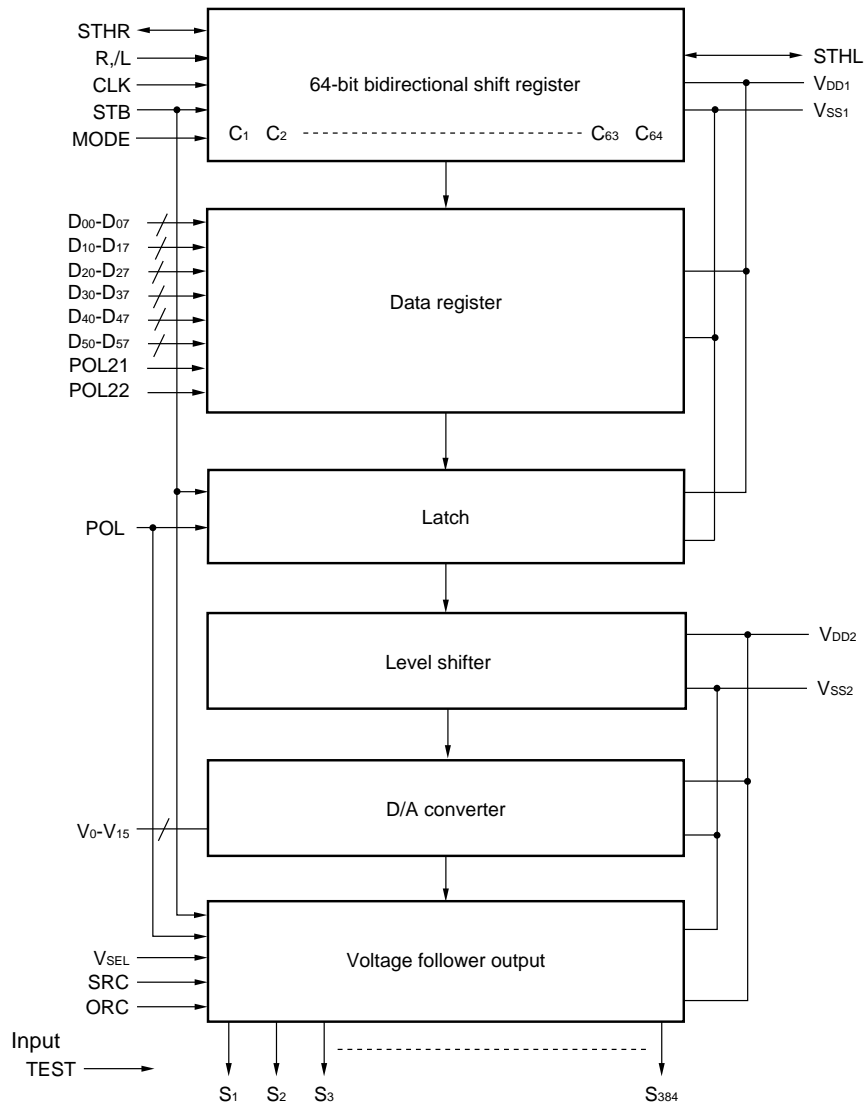 STHR
R,/L
CLK
STB
MODE
64-bit bidirectional shift register
C1 C2 C63 C64
STHL
VDD1
VSS1
D00-D07
D10-D17
D20-D27
D30-D37
D40-D47
D50-D57
POL21
POL22
Data register
POL
Latch
Level shifter
VDD2
VSS2
V0-V15
D/A converter
VSEL
SRC
ORC
Voltage follower output
Input
TEST
S1 S2 S3 S384